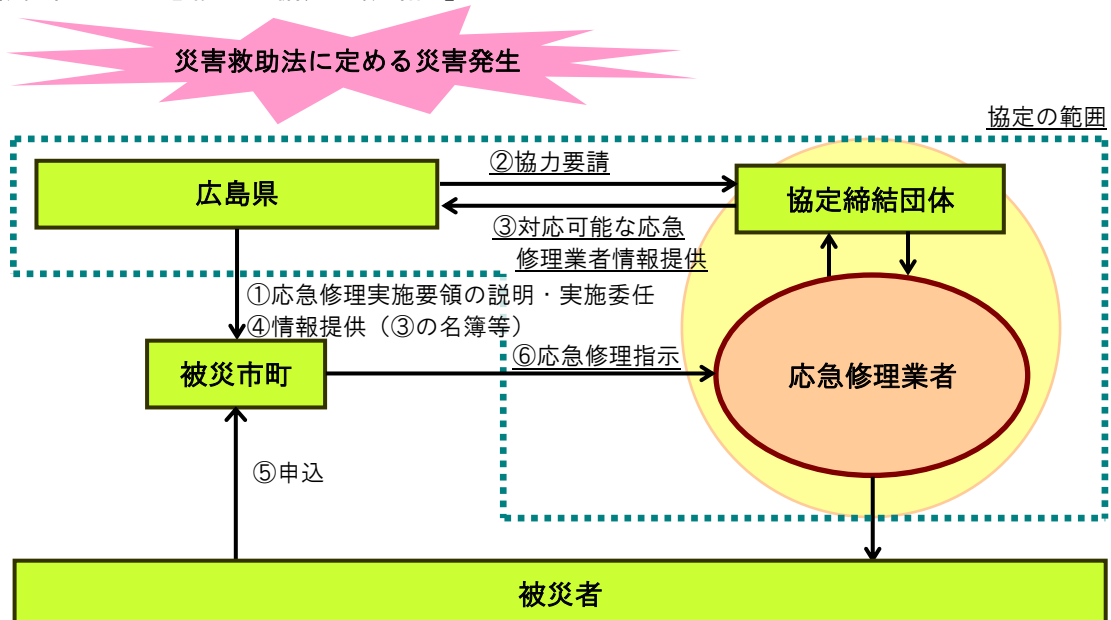 災害救助法に定める災害発生
協定の範囲
広島県
②協力要請
協定締結団体
③対応可能な応急
修理業者情報提供
①応急修理実施要領の説明・実施委任
④情報提供（③の名簿等）
被災市町
⑥応急修理指示
応急修理業者
⑤申込
被災者